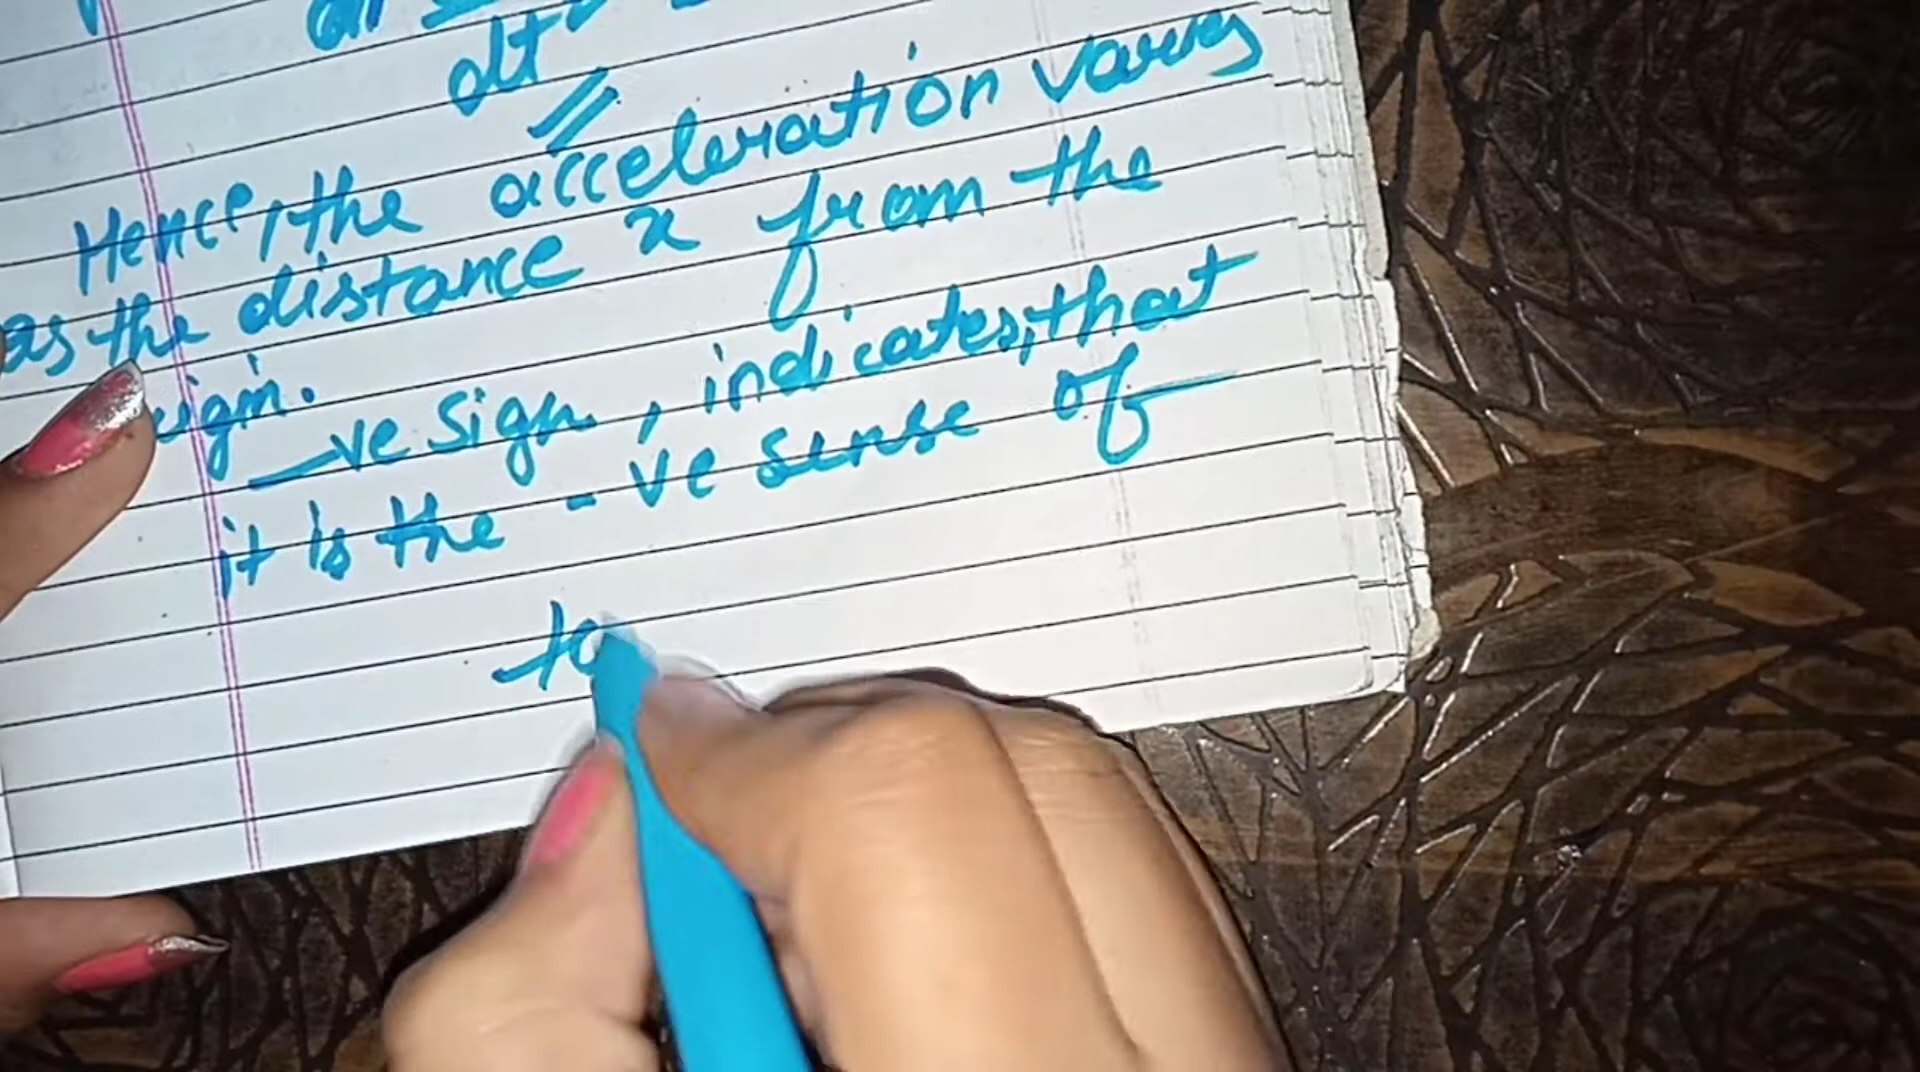 dt
Hence, the acceleration varies
as the distance x from the
igin.
-ve sign, indicates, that
it is the -ve sense of
to